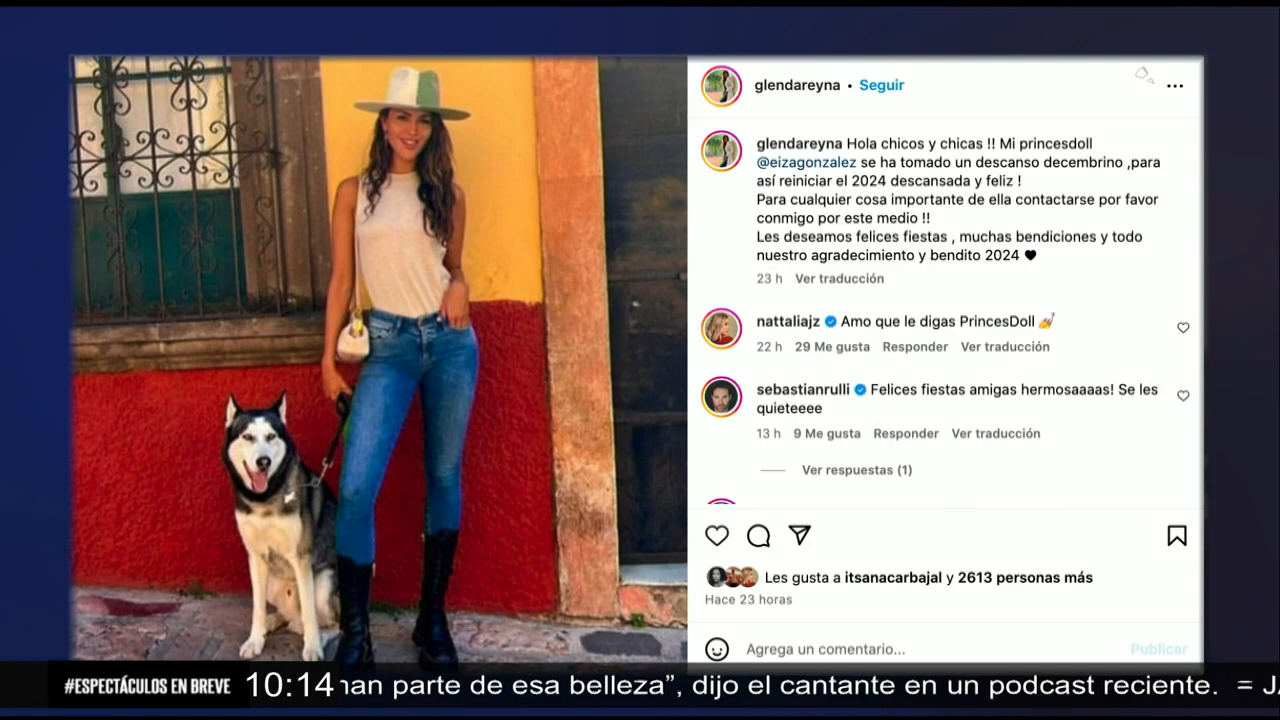 glendareyna • Seguir
glendareyna Hola chicos y chicas !! Mi princesdoll
@eizagonzalez se ha tomado un descanso decembrino ,para
así reiniciar el 2024 descansada y feliz !
Para cualquier cosa importante de ella contactarse por favor
conmigo por este medio !!
Les deseamos felices fiestas , muchas bendiciones y todo
nuestro agradecimiento y bendito 2024 🖤
23 h Ver traducción
nattaliajz Amo que le digas PrincesDoll 💅
22 h 29 Me gusta Responder Ver traducción
sebastianrulli Felices fiestas amigas hermosaaaas! Se les
quieteeee
13 h 9 Me gusta Responder Ver traducción
Ver respuestas (1)
Les gusta a itsanacarbajal y 2613 personas más
Hace 23 horas
Agrega un comentario...
Publicar
#ESPECTÁCULOS EN BREVE 10:14 nan parte de esa belleza”, dijo el cantante en un podcast reciente. = J